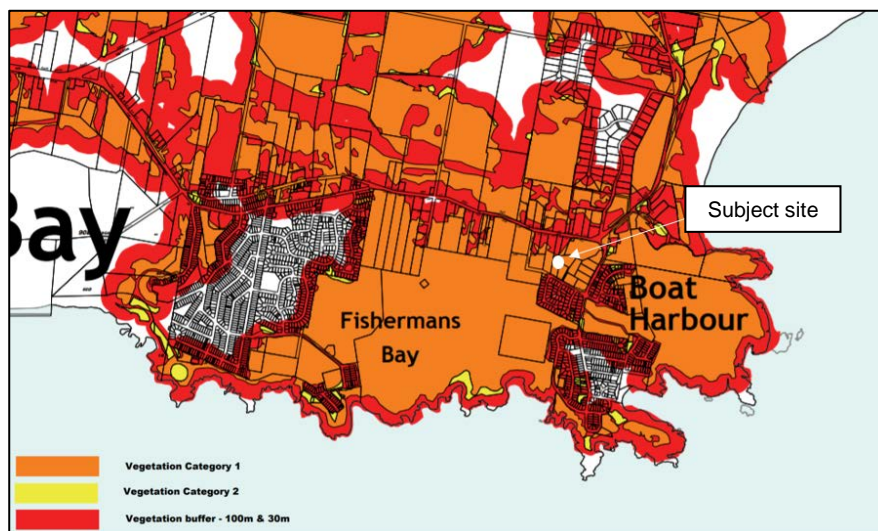 Bay
Subject site
Boat
Harbour
Fishermans
Bay
Vegetation Category 1
Vegetation Category 2
Vegetation buffer - 100m & 30m